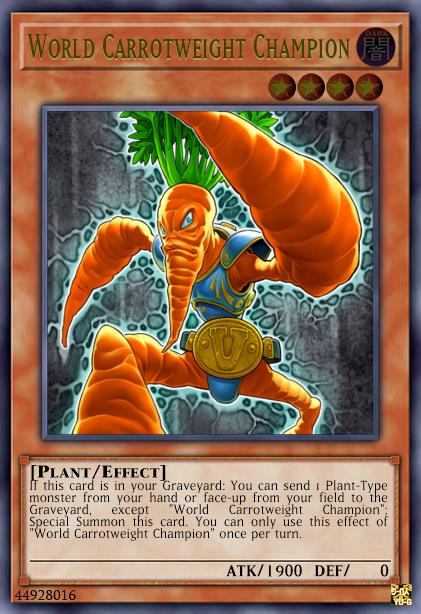 WORLD CARROTWEIGHT CHAMPION
DARK
闇
[PLANT/EFFECT]
If this card is in your Graveyard: You can send 1 Plant-Type
monster from your hand or face-up from your field to the
Graveyard, except "World Carrotweight Champion";
Special Summon this card. You can only use this effect of
"World Carrotweight Champion" once per turn.
ATK/1900 DEF/ 0
44928016